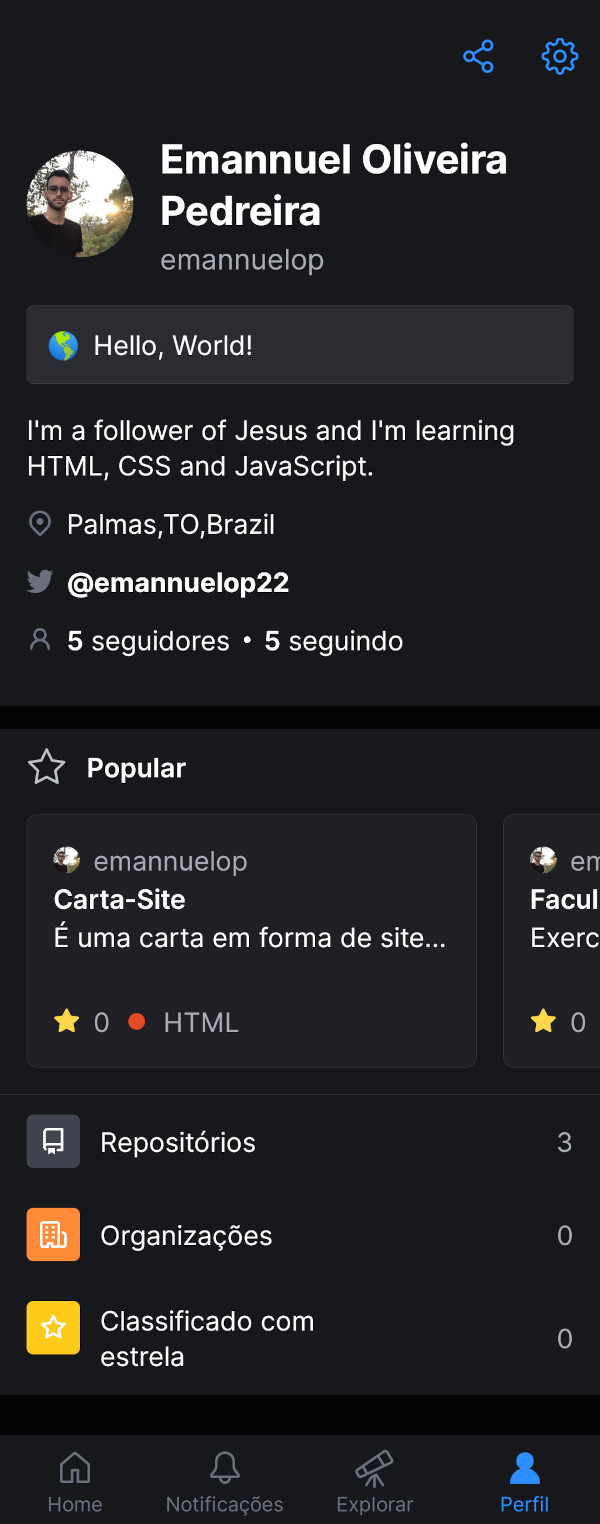 Emannuel Oliveira
Pedreira
emannuelop
Hello, World!
I'm a follower of Jesus and I'm learning
HTML, CSS and JavaScript.
Palmas,TO,Brazil
@emannuelop22
5 seguidores • 5 seguindo
Popular
emannuelop
Carta-Site
É uma carta em forma de site...
0 HTML
em
Facul
Exerc
0
Repositórios 3
Organizações 0
Classificado com
estrela 0
Home Notificações Explorar Perfil